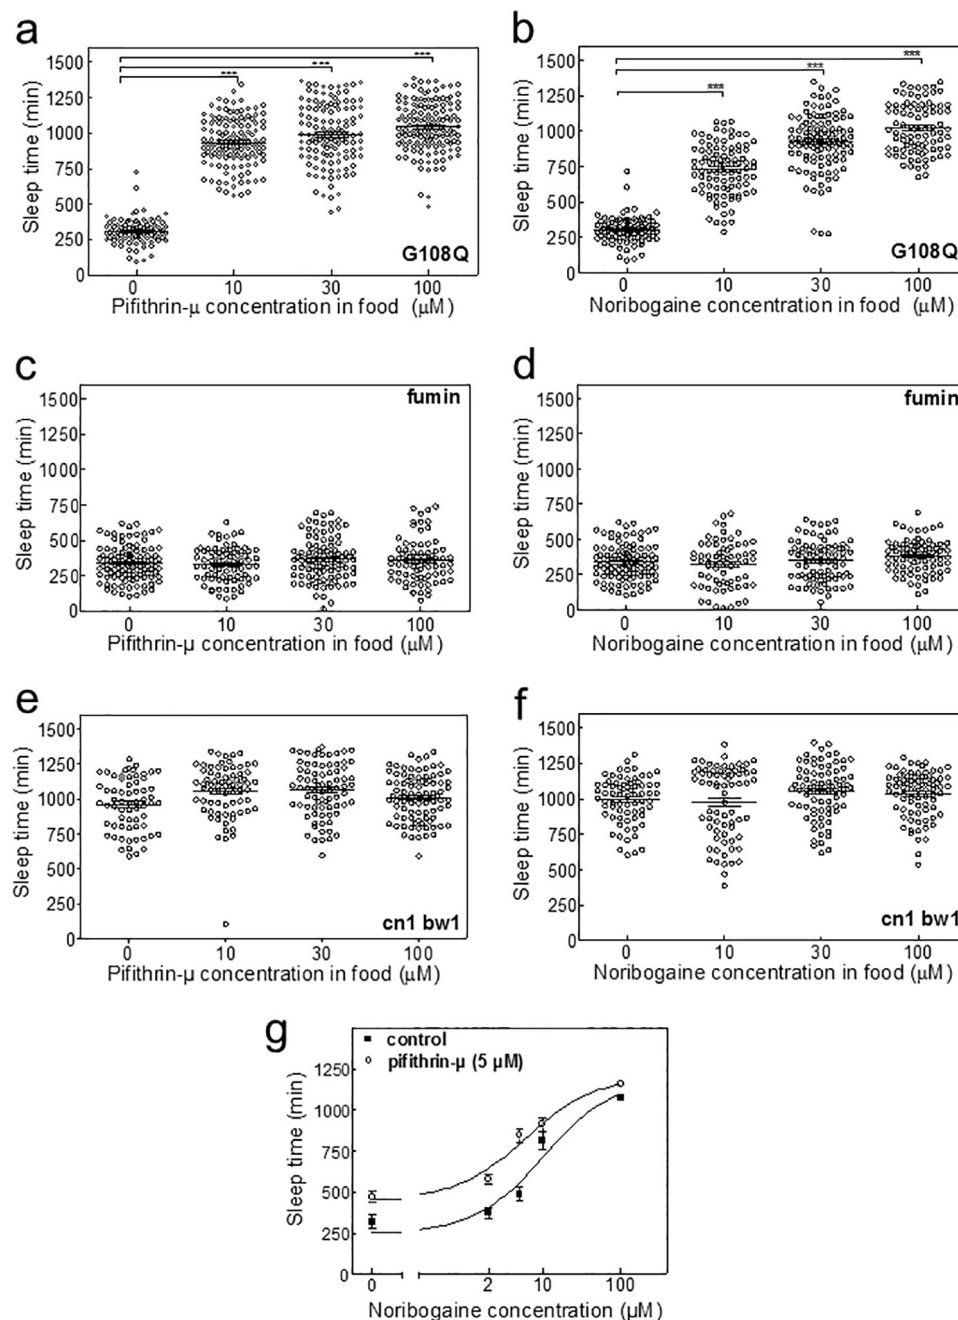 a
Sleep time (min)
1500
1250
1000
750
500
250
0
***
***
***
G108Q
0 10 30 100
Pifithrin-μ concentration in food (μM)
b
Sleep time (min)
1500
1250
1000
750
500
250
0
***
***
***
G108Q
0 10 30 100
Noribogaine concentration in food (μM)
c
Sleep time (min)
1500
1250
1000
750
500
250
0
fumin
0 10 30 100
Pifithrin-μ concentration in food (μM)
d
Sleep time (min)
1500
1250
1000
750
500
250
0
fumin
0 10 30 100
Noribogaine concentration in food (μM)
e
Sleep time (min)
1500
1250
1000
750
500
250
0
cn1 bw1
0 10 30 100
Pifithrin-μ concentration in food (μM)
f
Sleep time (min)
1500
1250
1000
750
500
250
0
cn1 bw1
0 10 30 100
Noribogaine concentration in food (μM)
g
control
pifithrin-μ (5 μM)
Sleep time (min)
1250
1000
750
500
250
0
0 2 10 100
Noribogaine concentration (μM)